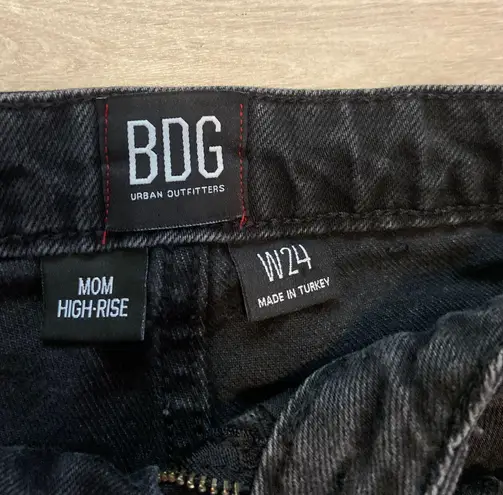 BDG
URBAN OUTFITTERS
MOM
HIGH-RISE
W24
MADE IN TURKEY